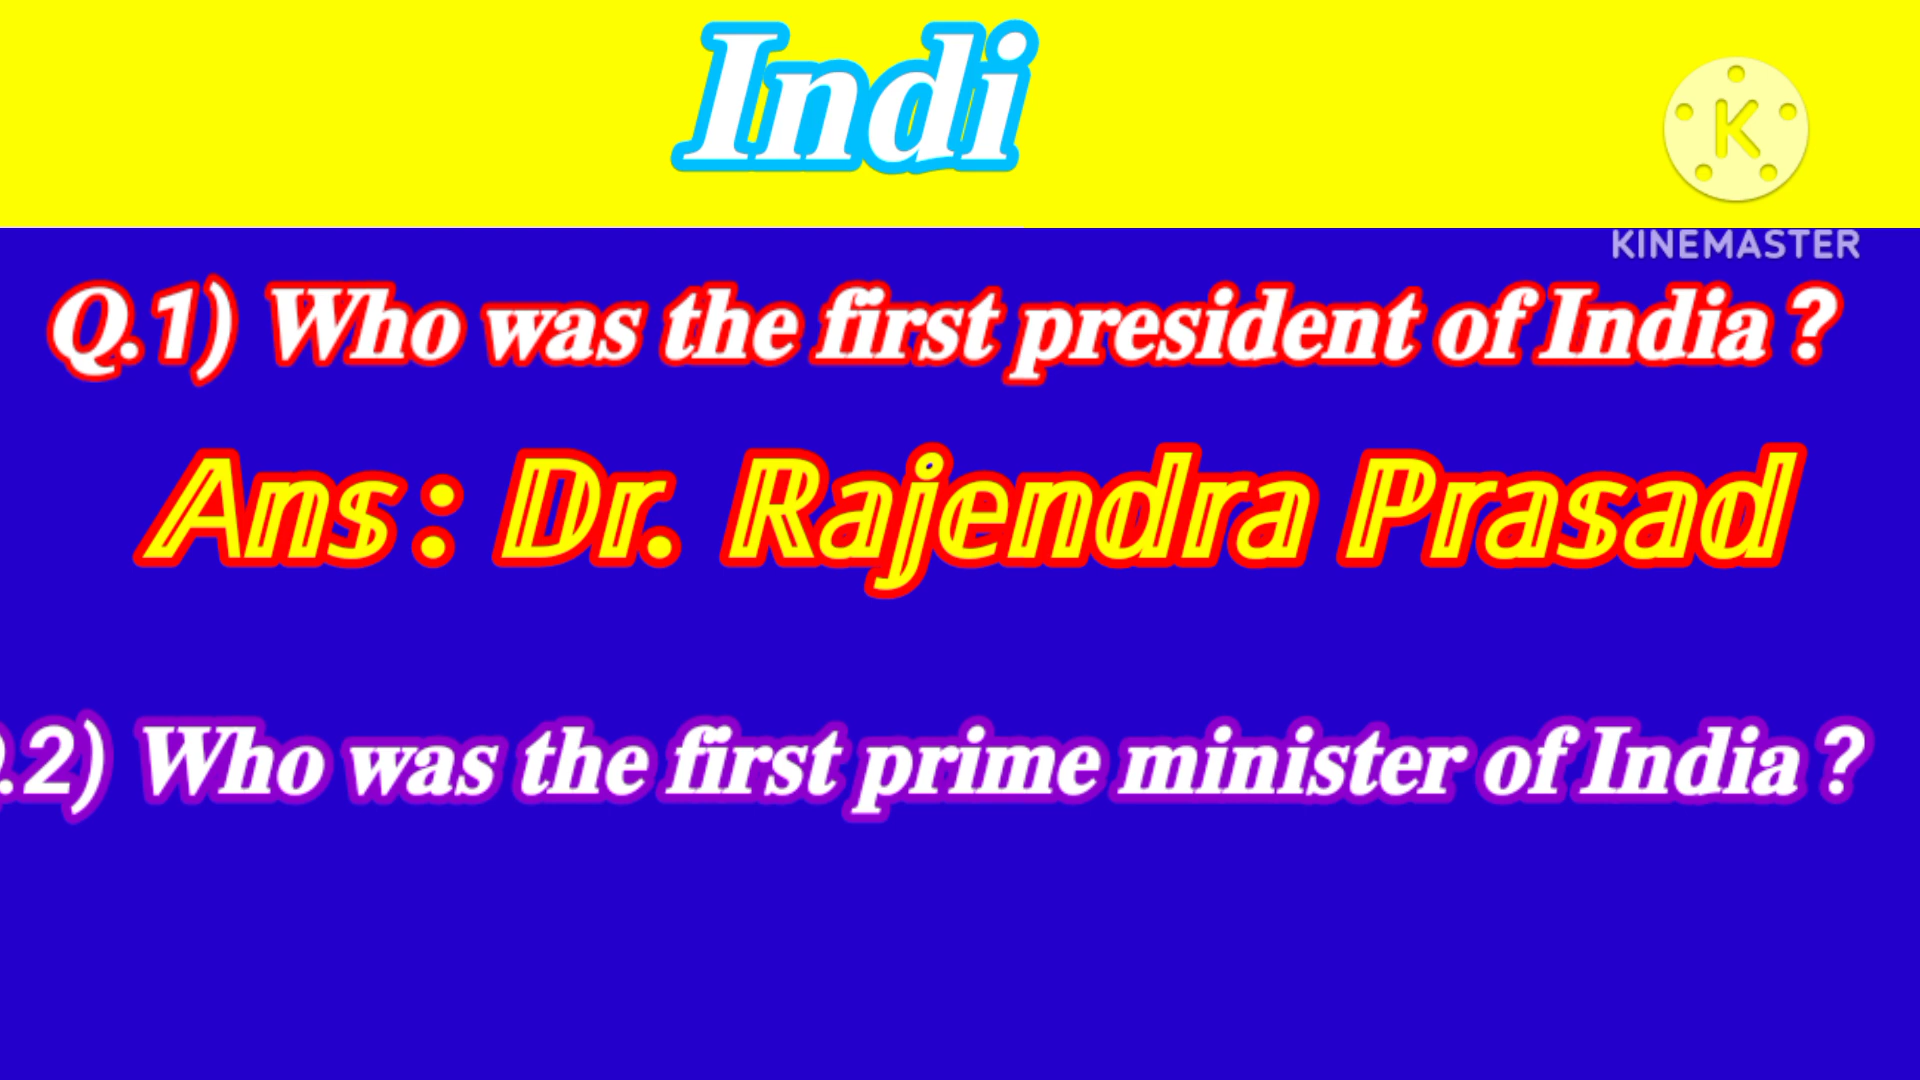 Indi
K
KINEMASTER
Q.1) Who was the first president of India ?
Ans : Dr. Rajendra Prasad
.2) Who was the first prime minister of India ?